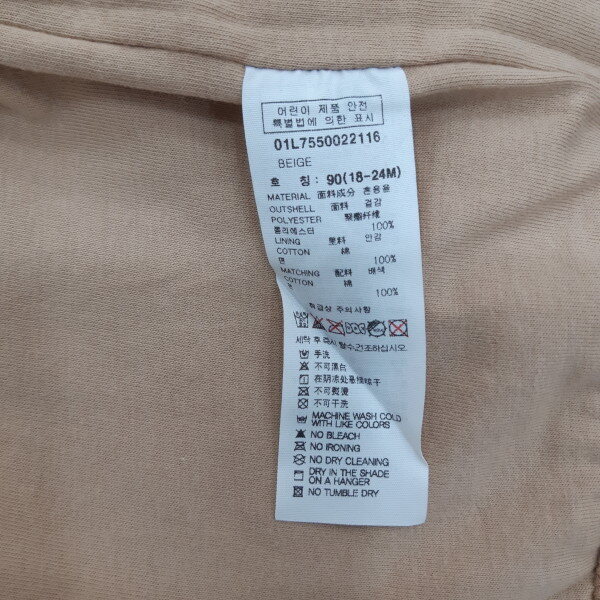 어린이 제품 안전
특별법에 의한 표시
01L7550022116
BEIGE
호 칭: 90(18-24M)
MATERIAL 面料成分 혼용율
OUTSHELL 面料 겉감
POLYESTER 聚酯纤维
폴리에스터 100%
LINING 里料 안감
COTTON 棉
면 100%
MATCHING 配料 배색
COTTON 棉
면 100%
취급상 주의사항
세탁 후 즉시 탈수건조하십시오.
手洗
不可漂白
在阴凉处悬挂晾干
不可熨烫
不可干洗
MACHINE WASH COLD
WITH LIKE COLORS
NO BLEACH
NO IRONING
NO DRY CLEANING
DRY IN THE SHADE
ON A HANGER
NO TUMBLE DRY